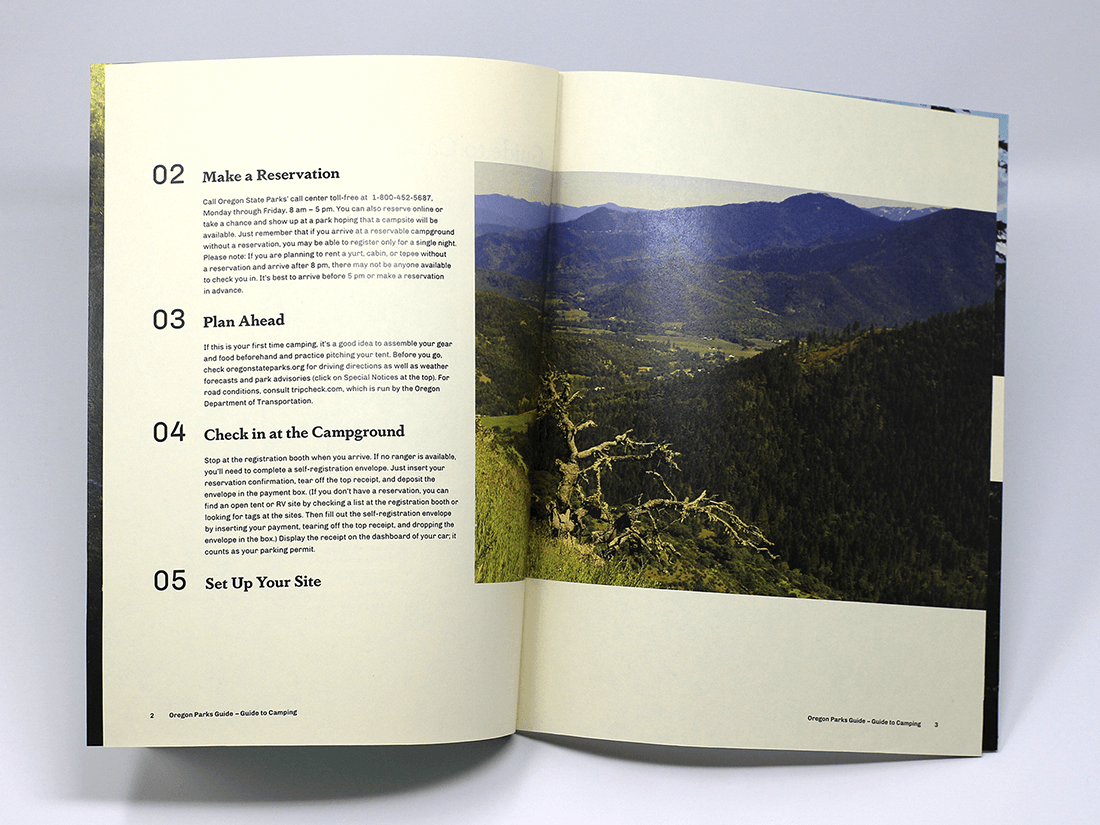 02 Make a Reservation
Call Oregon State Parks' call center toll-free at 1-800-452-5687,
Monday through Friday, 8 am – 5 pm. You can also reserve online or
take a chance and show up at a park hoping that a campsite will be
available. Just remember that if you arrive at a reservable campground
without a reservation, you may be able to register only for a single night.
Please note: If you are planning to rent a yurt, cabin, or tepee without
a reservation and arrive after 8 pm, there may not be anyone available
to check you in. It's best to arrive before 5 pm or make a reservation
in advance.
03 Plan Ahead
If this is your first time camping, it's a good idea to assemble your gear
and food beforehand and practice pitching your tent. Before you go,
check oregonstateparks.org for driving directions as well as weather
forecasts and park advisories (click on Special Notices at the top). For
road conditions, consult tripcheck.com, which is run by the Oregon
Department of Transportation.
04 Check in at the Campground
Stop at the registration booth when you arrive. If no ranger is available,
you'll need to complete a self-registration envelope. Just insert your
reservation confirmation, tear off the top receipt, and deposit the
envelope in the payment box. (If you don't have a reservation, you can
find an open tent or RV site by checking a list at the registration booth or
looking for tags at the sites. Then fill out the self-registration envelope
by inserting your payment, tearing off the top receipt, and dropping the
envelope in the box.) Display the receipt on the dashboard of your car; it
counts as your parking permit.
05 Set Up Your Site
2 Oregon Parks Guide – Guide to Camping
Oregon Parks Guide – Guide to Camping 3